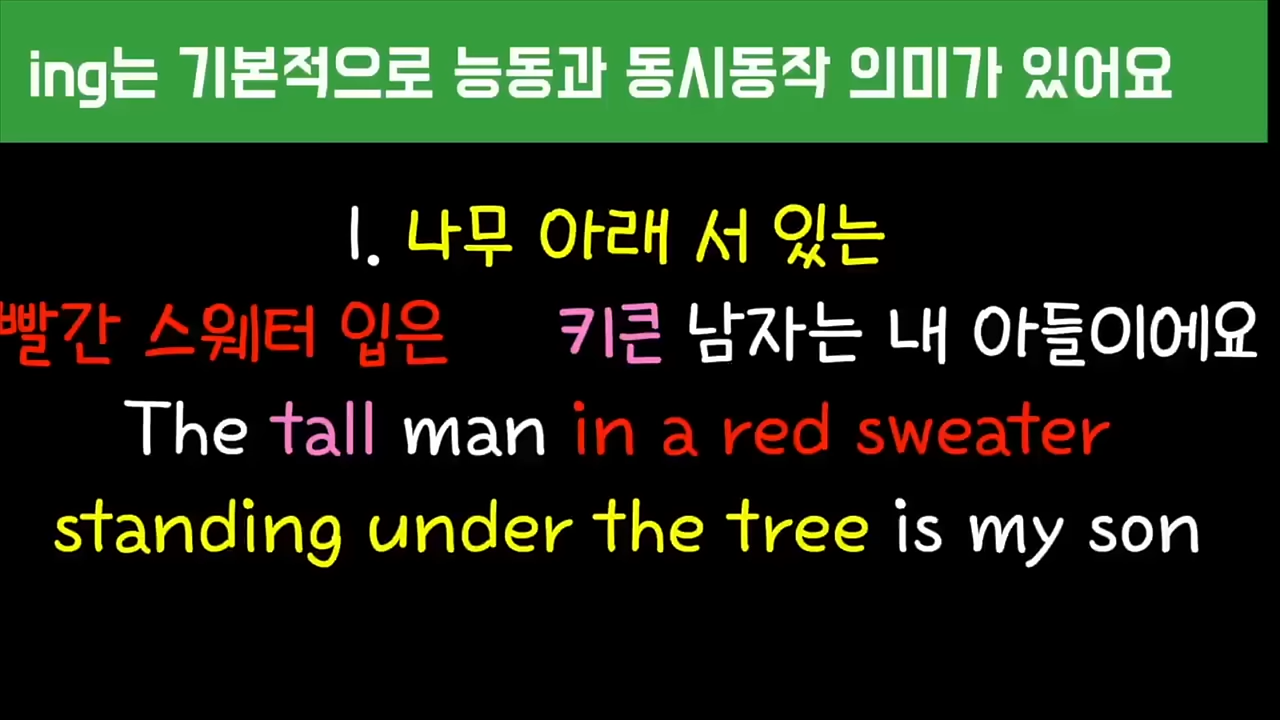 ing는 기본적으로 능동과 동시동작 의미가 있어요
1. 나무 아래 서 있는
빨간 스웨터 입은 키큰 남자는 내 아들이에요
The tall man in a red sweater
standing under the tree is my son